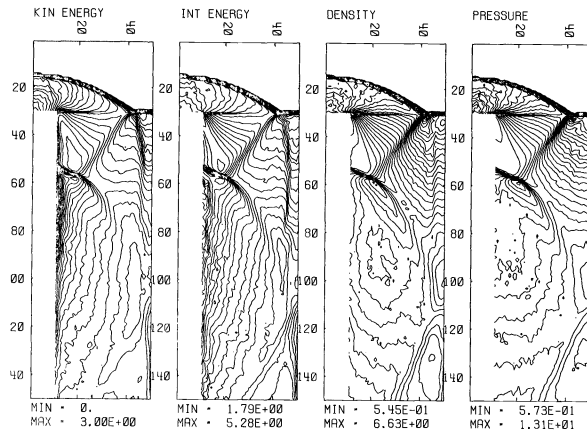 KIN ENERGY INT ENERGY DENSITY PRESSURE
20 40 20 40 20 40 20 40
20 20 20 20
40 40 40 40
60 60 60 60
80 80 80 80
00 100 100 100
20 120 120 120
40 140 140 140
MIN = 0. MIN = 1.79E+00 MIN = 5.45E-01 MIN = 5.73E-01
MAX = 3.00E+00 MAX = 5.28E+00 MAX = 6.63E+00 MAX = 1.31E+01